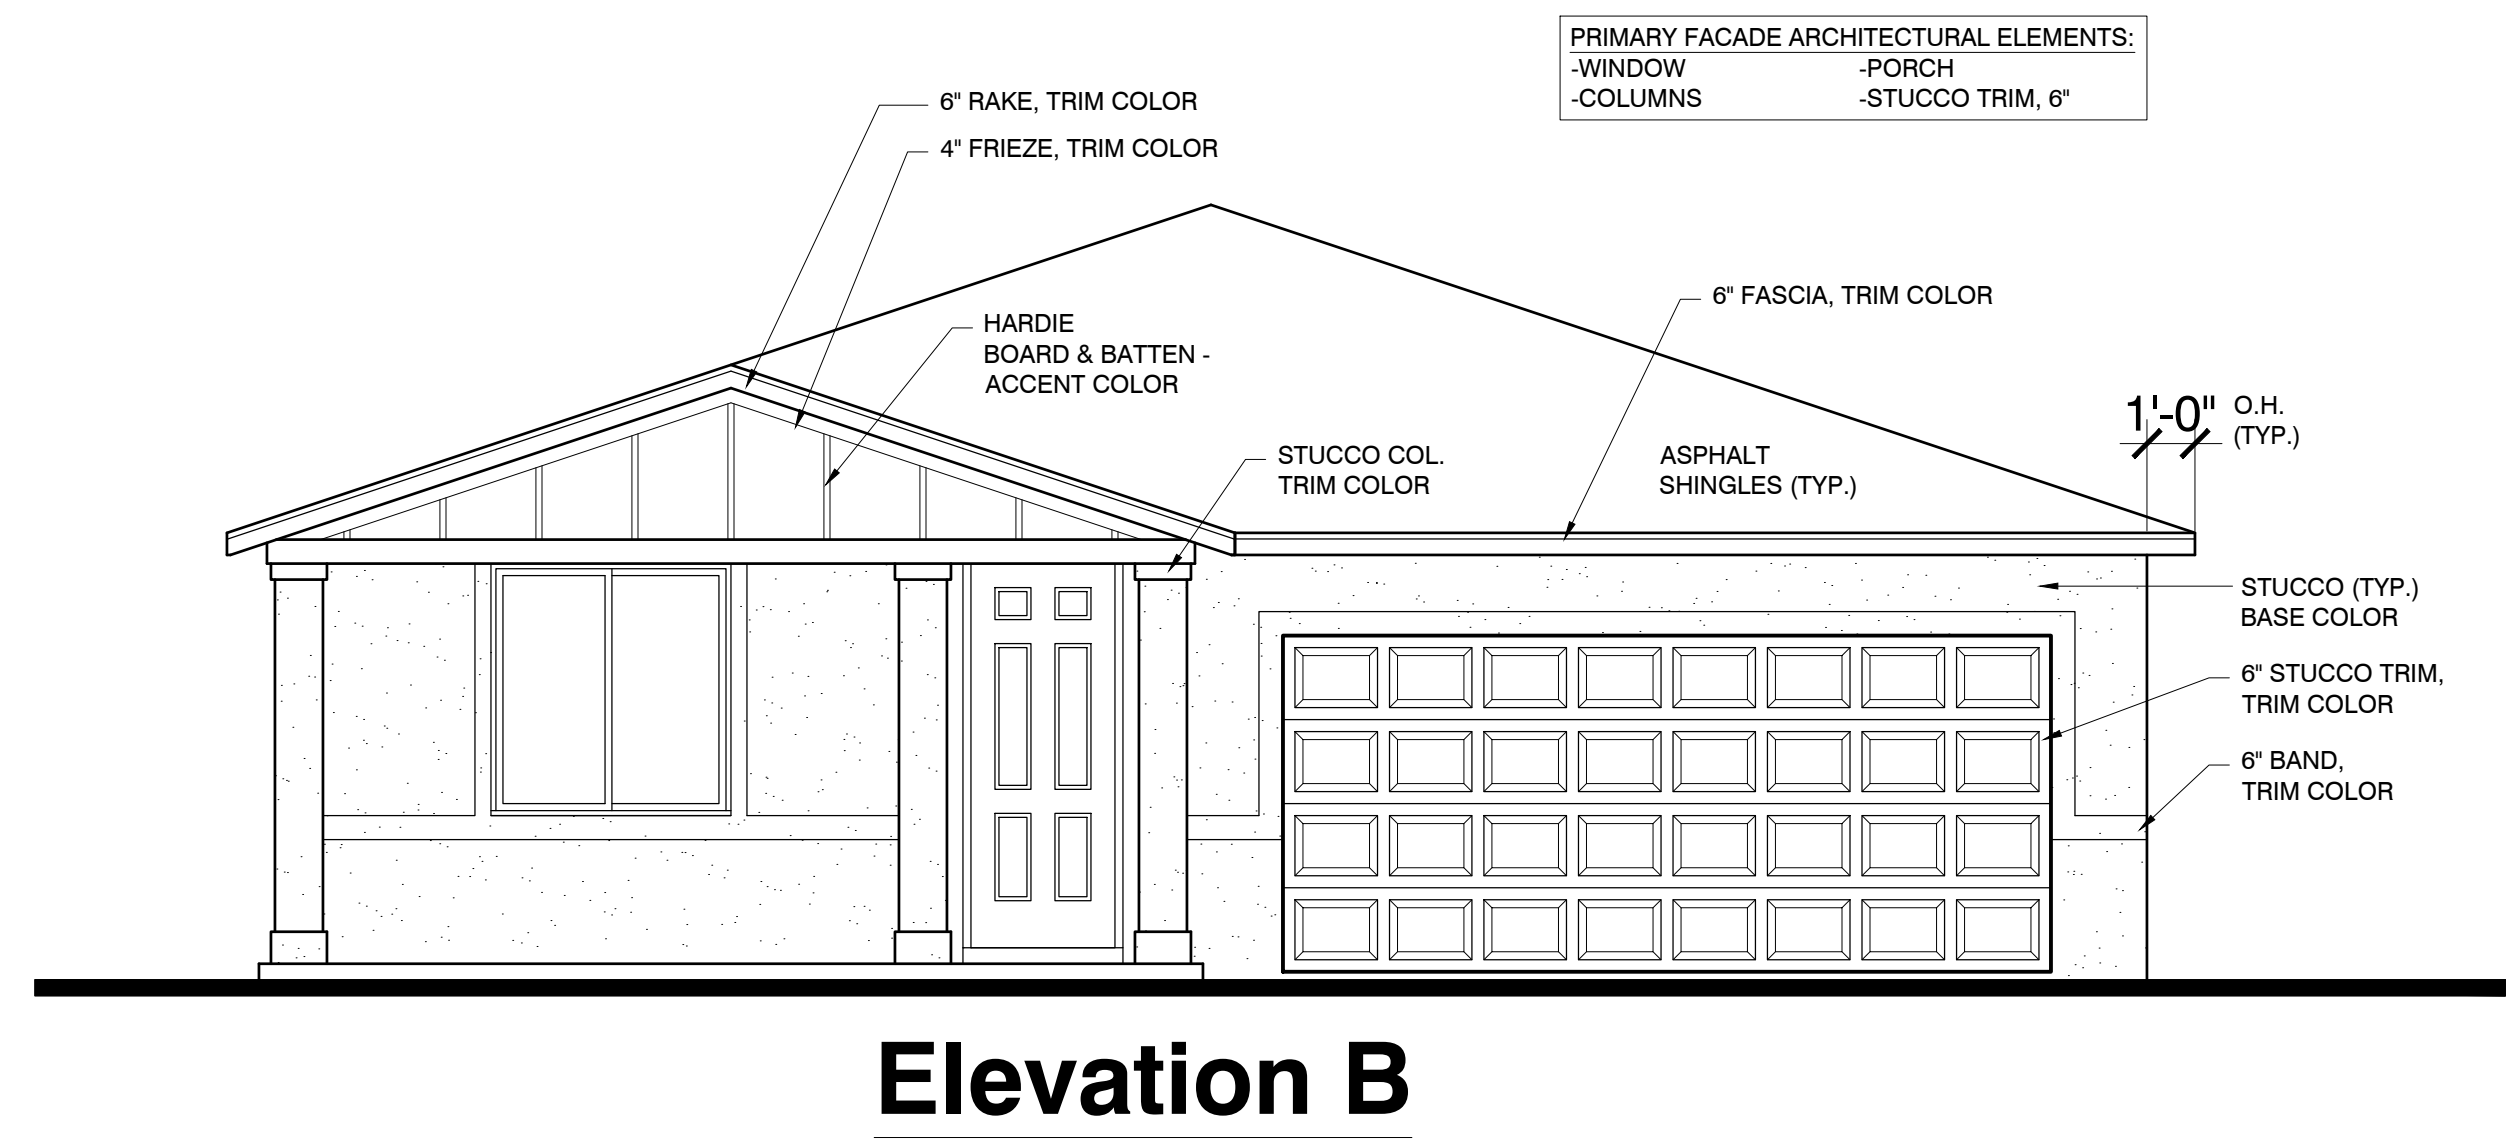 PRIMARY FACADE ARCHITECTURAL ELEMENTS:
-WINDOW -PORCH
-COLUMNS -STUCCO TRIM, 6"
6" RAKE, TRIM COLOR
4" FRIEZE, TRIM COLOR
6" FASCIA, TRIM COLOR
HARDIE
BOARD & BATTEN -
ACCENT COLOR
1'-0" O.H.
(TYP.)
STUCCO COL.
TRIM COLOR
ASPHALT
SHINGLES (TYP.)
STUCCO (TYP.)
BASE COLOR
6" STUCCO TRIM,
TRIM COLOR
6" BAND,
TRIM COLOR
Elevation B